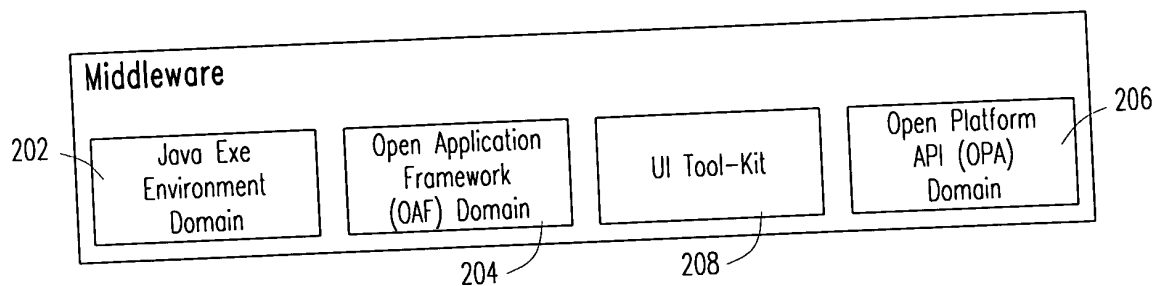 Middleware
202
Java Exe
Environment
Domain
Open Application
Framework
(OAF) Domain
204
UI Tool-Kit
208
Open Platform
API (OPA)
Domain
206